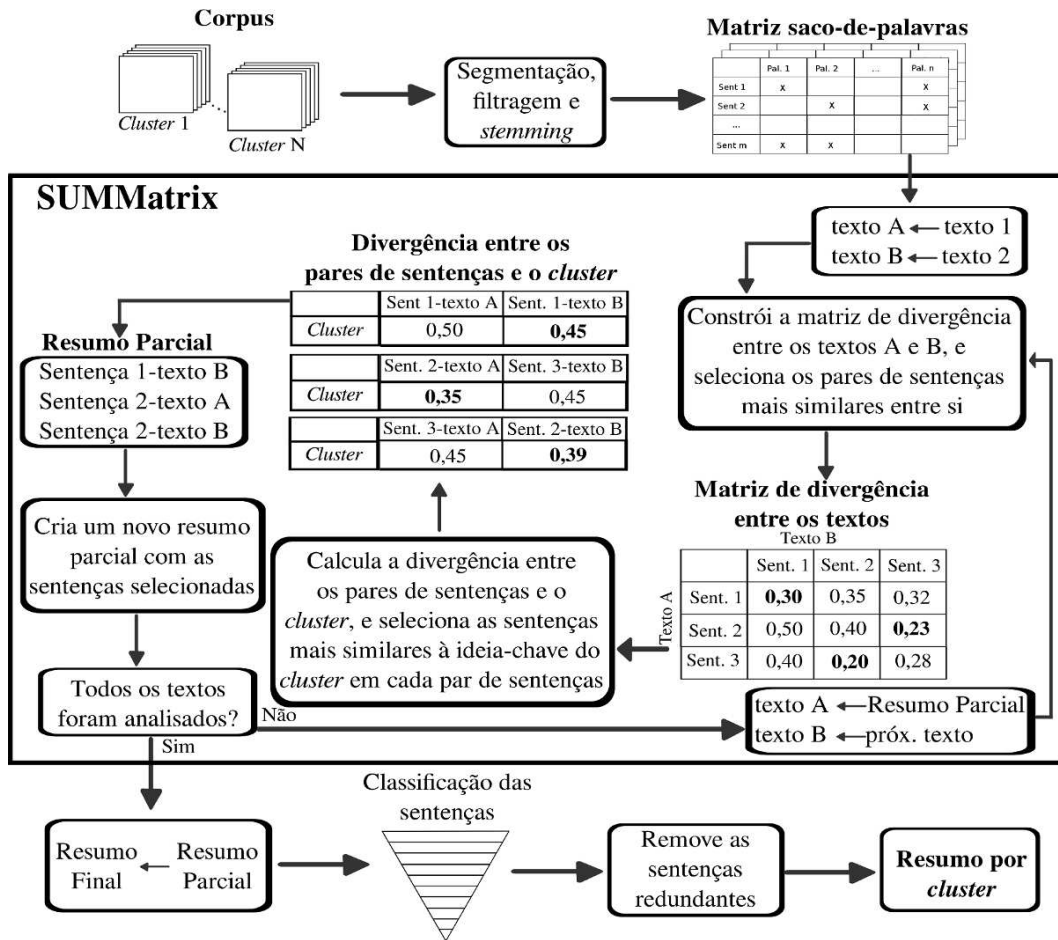 Corpus
Cluster 1
Cluster N
Segmentação,
filtragem e
stemming
Matriz saco-de-palavras
Pal. 1 Pal. 2 ... Pal. n
Sent 1 X X
Sent 2 X X
...
Sent m X X
SUMMatrix
texto A ← texto 1
texto B ← texto 2
Constrói a matriz de divergência
entre os textos A e B, e
seleciona os pares de sentenças
mais similares entre si
Matriz de divergência
entre os textos
Texto B
Texto A
Sent. 1 Sent. 2 Sent. 3
Sent. 1 0,30 0,35 0,32
Sent. 2 0,50 0,40 0,23
Sent. 3 0,40 0,20 0,28
Calcula a divergência entre
os pares de sentenças e o
cluster, e seleciona as sentenças
mais similares à ideia-chave do
cluster em cada par de sentenças
Divergência entre os
pares de sentenças e o cluster
Sent 1-texto A Sent. 1-texto B
Cluster 0,50 0,45
Sent. 2-texto A Sent. 3-texto B
Cluster 0,35 0,45
Sent. 3-texto A Sent. 2-texto B
Cluster 0,45 0,39
Resumo Parcial
Sentença 1-texto B
Sentença 2-texto A
Sentença 2-texto B
Cria um novo resumo
parcial com as
sentenças selecionadas
Todos os textos
foram analisados?
Não
Sim
texto A ← Resumo Parcial
texto B ← próx. texto
Resumo ← Resumo
Final Parcial
Classificação das
sentenças
Remove as
sentenças
redundantes
Resumo por
cluster